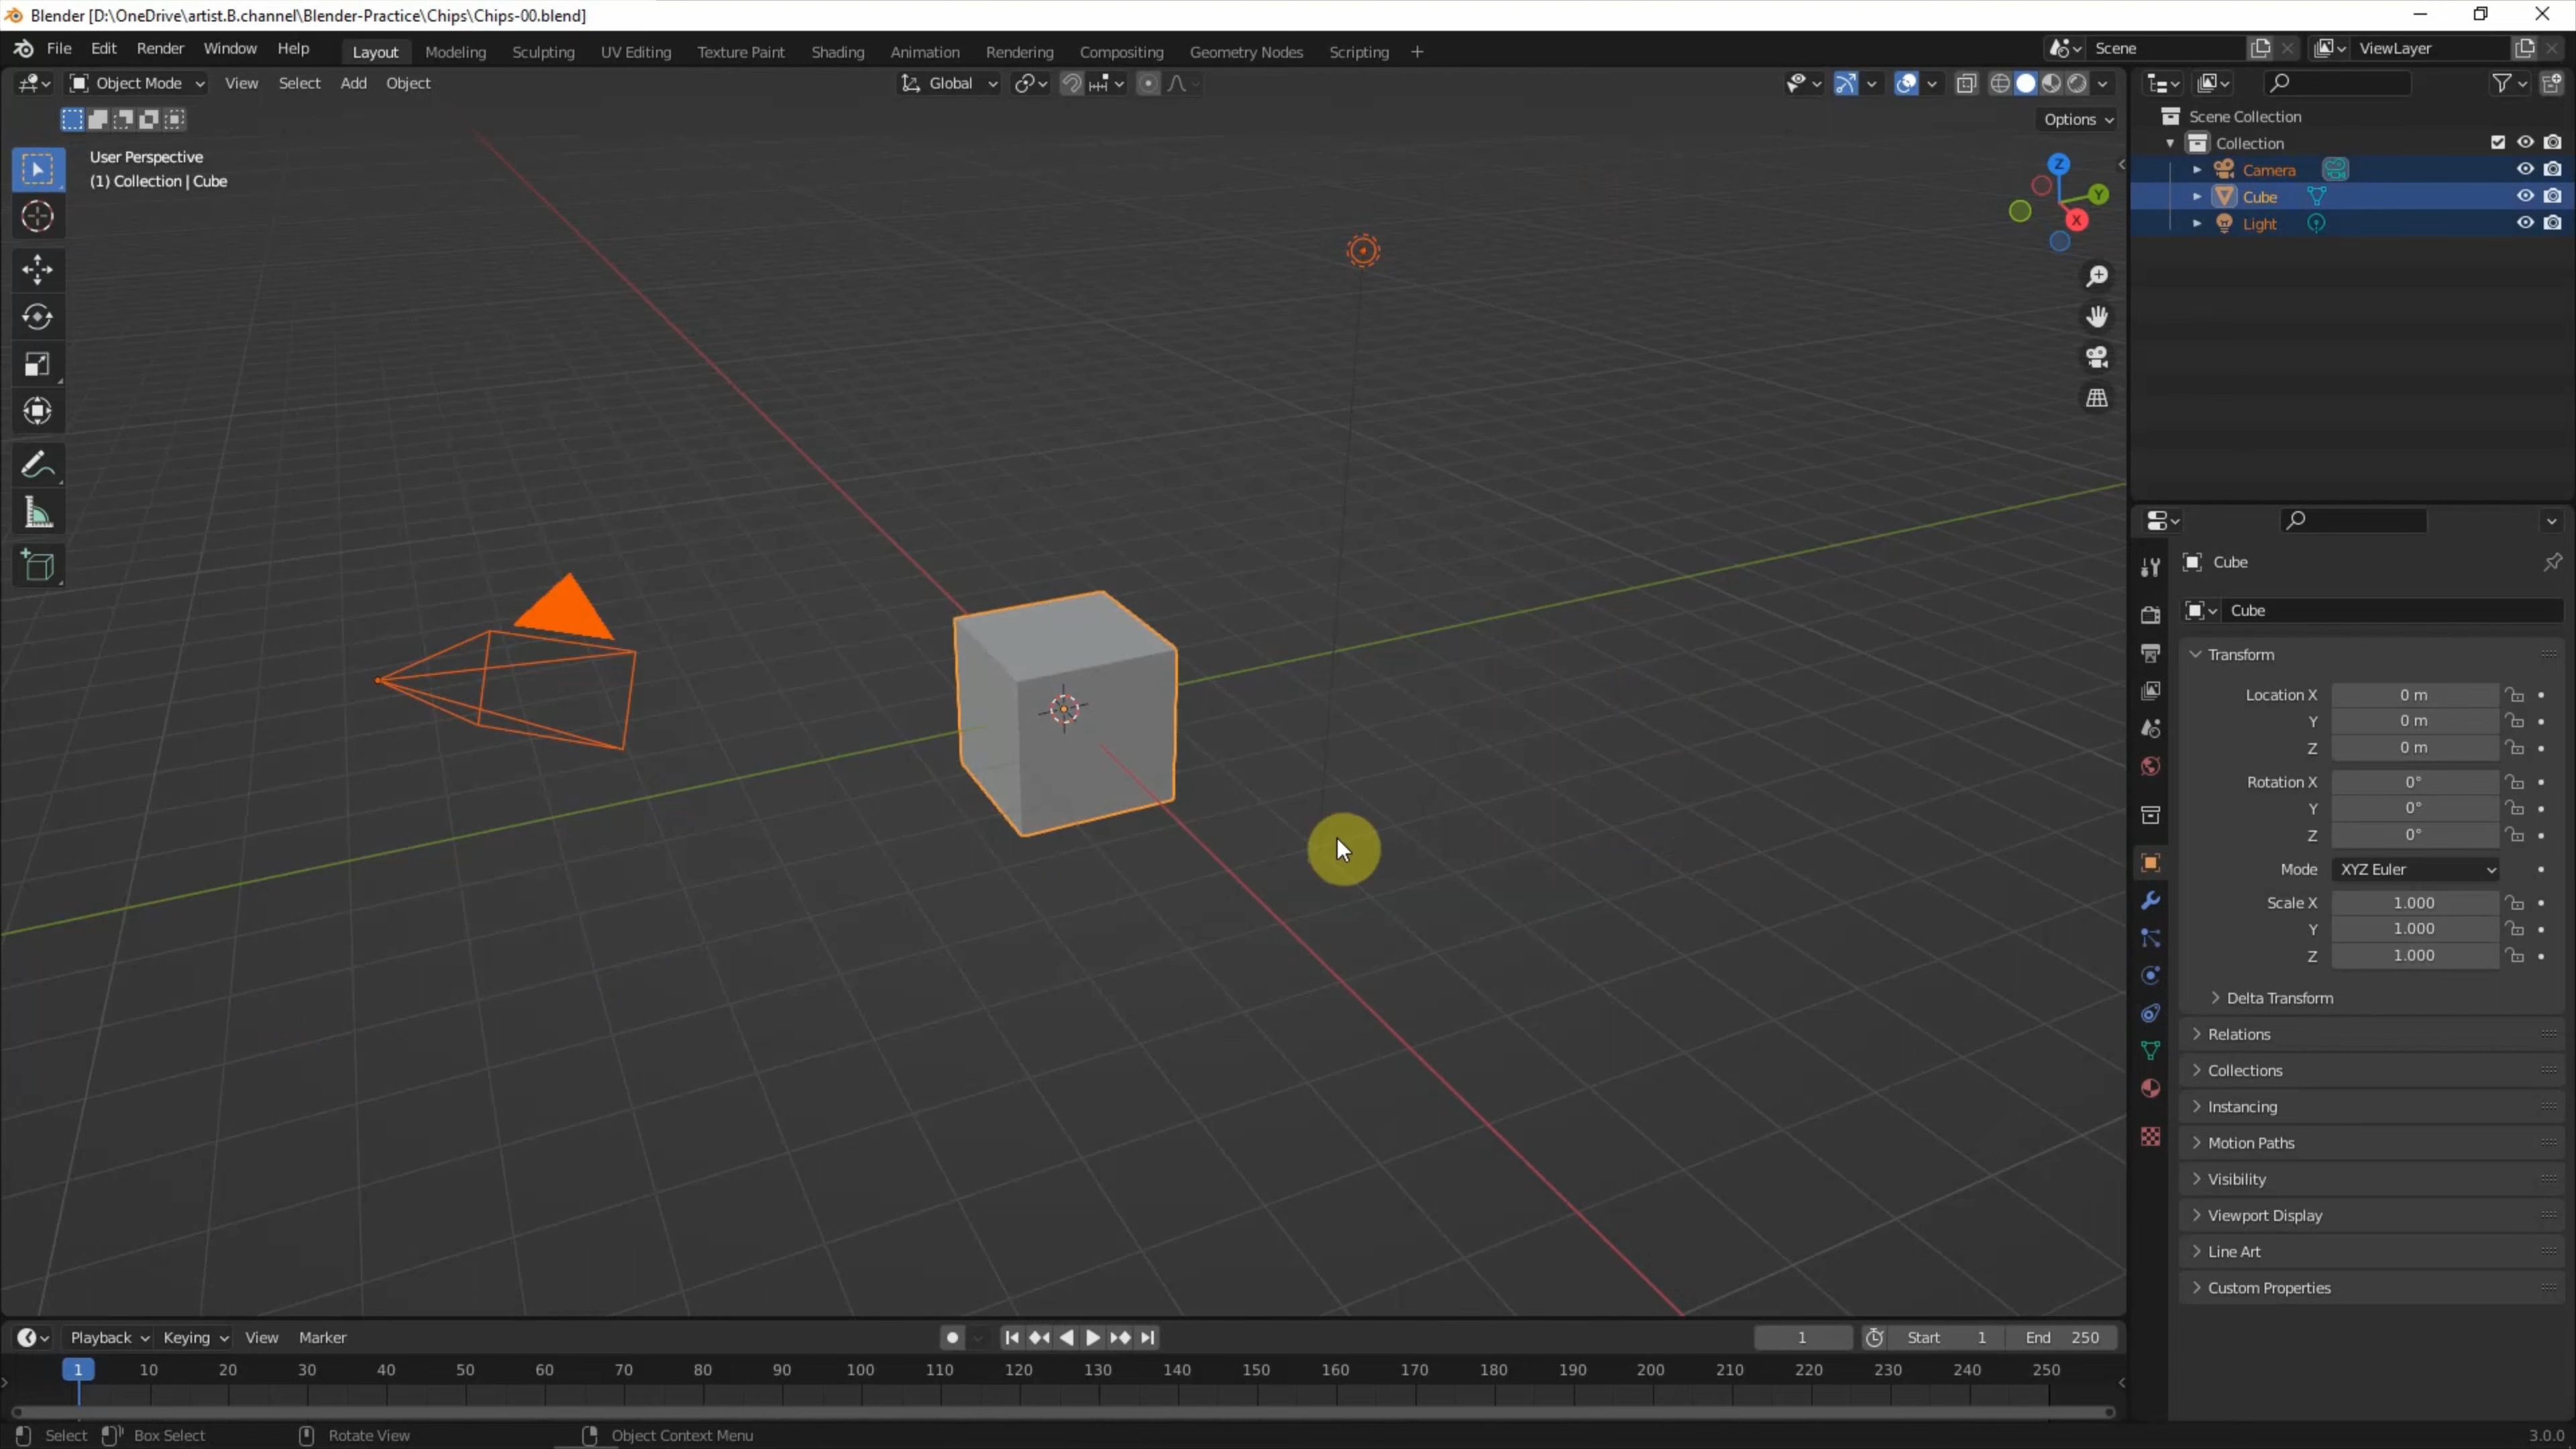 Blender [D:\OneDrive\artist.B.channel\Blender-Practice\Chips\Chips-00.blend]
File Edit Render Window Help Layout Modeling Sculpting UV Editing Texture Paint Shading Animation Rendering Compositing Geometry Nodes Scripting + Scene ViewLayer
Object Mode View Select Add Object Global
Options
User Perspective
(1) Collection | Cube
Z
Y
X
Scene Collection
Collection
Camera
Cube
Light
Cube
Cube
Transform
Location X 0 m
Y 0 m
Z 0 m
Rotation X 0°
Y 0°
Z 0°
Mode XYZ Euler
Scale X 1.000
Y 1.000
Z 1.000
Delta Transform
Relations
Collections
Instancing
Motion Paths
Visibility
Viewport Display
Line Art
Custom Properties
Playback Keying View Marker 1 Start 1 End 250
1 10 20 30 40 50 60 70 80 90 100 110 120 130 140 150 160 170 180 190 200 210 220 230 240 250
Select Box Select Rotate View Object Context Menu 3.0.0